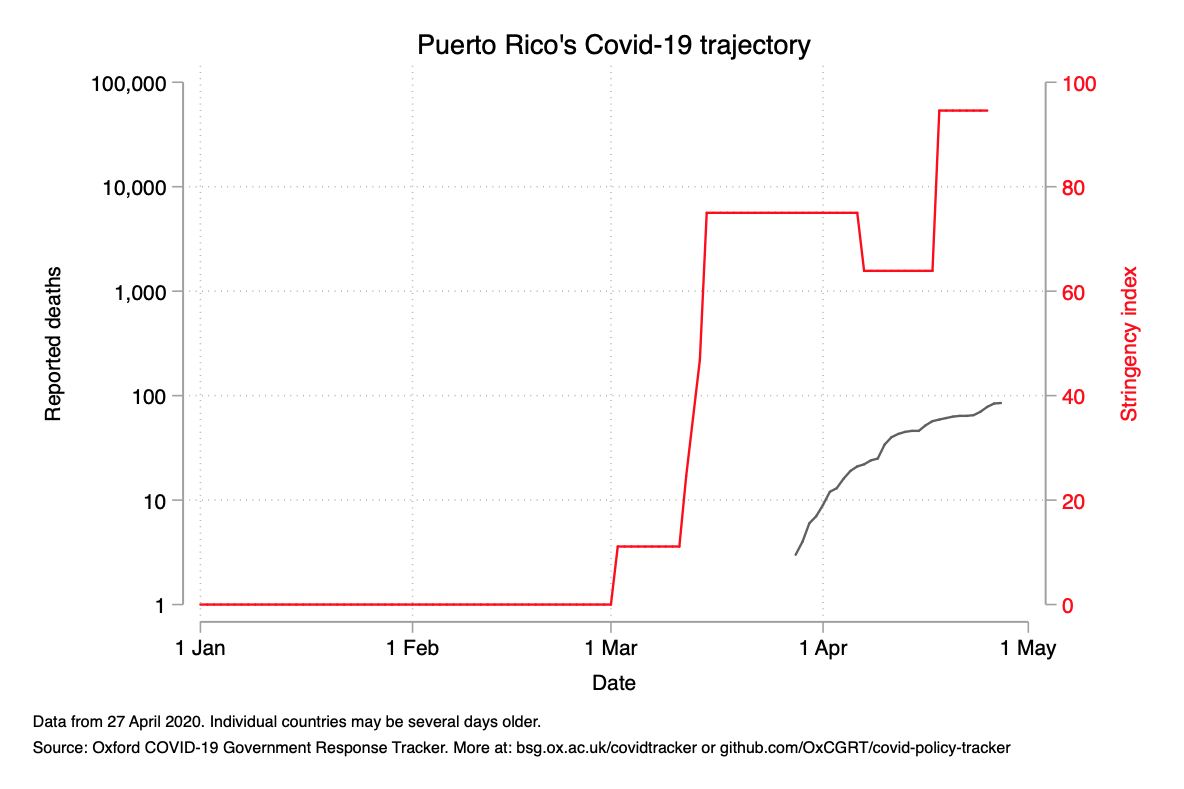 Puerto Rico's Covid-19 trajectory
100,000
10,000
1,000
100
10
1
Reported deaths
100
80
60
40
20
0
Stringency index
1 Jan
1 Feb
1 Mar
1 Apr
1 May
Date
Data from 27 April 2020. Individual countries may be several days older.
Source: Oxford COVID-19 Government Response Tracker. More at: bsg.ox.ac.uk/covidtracker or github.com/OxCGRT/covid-policy-tracker